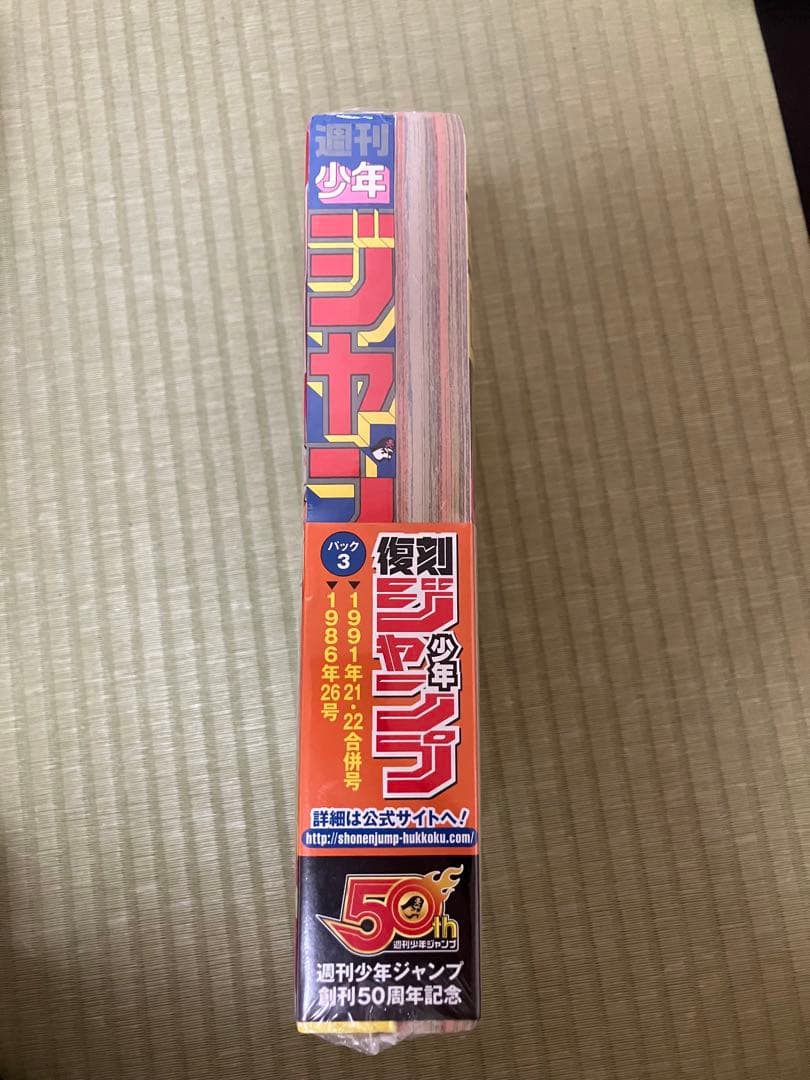 週刊
少年
ジャン
パック
3
復刻
少年
ジャンプ
▼1991年21・22合併号
▼1986年26号
詳細は公式サイトへ!
http://shonenjump-hukkoku.com/
50th
週刊少年ジャンプ
週刊少年ジャンプ
創刊50周年記念